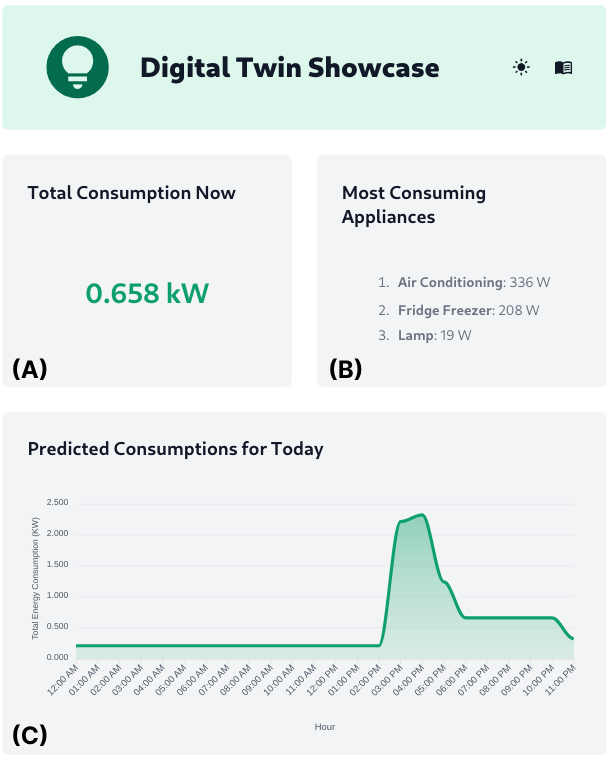 Digital Twin Showcase
Total Consumption Now
0.658 kW
(A)
Most Consuming
Appliances
1. Air Conditioning: 336 W
2. Fridge Freezer: 208 W
3. Lamp: 19 W
(B)
Predicted Consumptions for Today
Total Energy Consumption (KW)
2.500
2.000
1.500
1.000
0.500
0.000
12:00 AM
01:00 AM
02:00 AM
03:00 AM
04:00 AM
05:00 AM
06:00 AM
07:00 AM
08:00 AM
09:00 AM
10:00 AM
11:00 AM
12:00 PM
01:00 PM
02:00 PM
03:00 PM
04:00 PM
05:00 PM
06:00 PM
07:00 PM
08:00 PM
09:00 PM
10:00 PM
11:00 PM
Hour
(C)